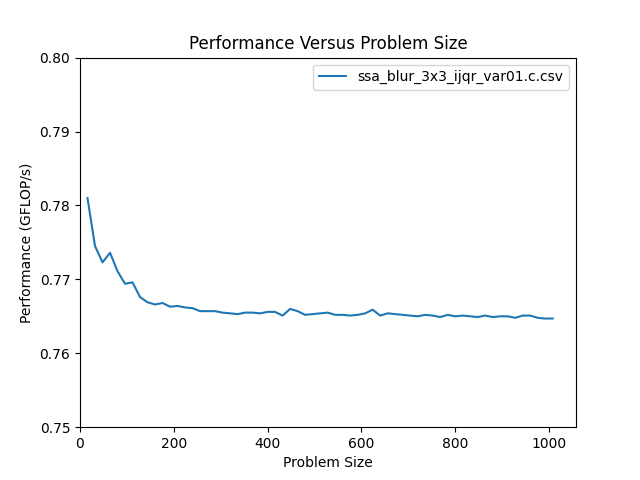 Performance Versus Problem Size
ssa_blur_3x3_ijqr_var01.c.csv
Performance (GFLOP/s)
0.80
0.79
0.78
0.77
0.76
0.75
0 200 400 600 800 1000
Problem Size